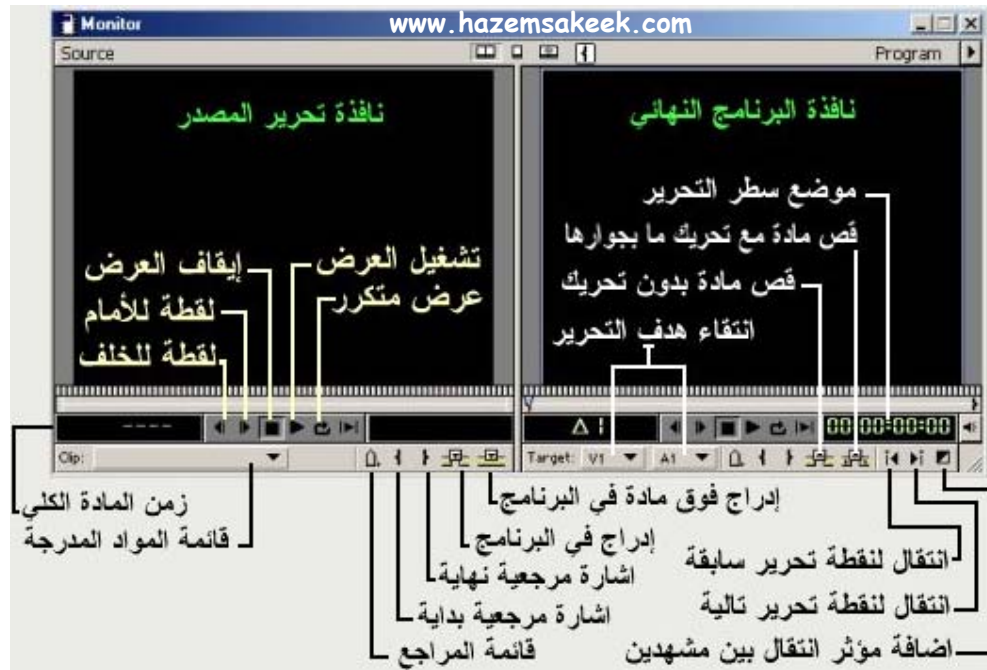 Monitor
www.hazemsakeek.com
Source
Program
نافذة تحرير المصدر
نافذة البرنامج النهائي
موضع سطر التحرير
قص مادة مع تحريك ما بجوارها
قص مادة بدون تحريك
انتقاء هدف التحرير
تشغيل العرض
إيقاف العرض
عرض متكرر
لقطة للأمام
لقطة للخلف
00:00:00:00
Clip:
Target: V1 A1
زمن المادة الكلي
قائمة المواد المدرجة
إدراج فوق مادة في البرنامج
إدراج في البرنامج
اشارة مرجعية نهاية
اشارة مرجعية بداية
قائمة المراجع
انتقال لنقطة تحرير سابقة
انتقال لنقطة تحرير تالية
اضافة مؤثر انتقال بين مشهدين